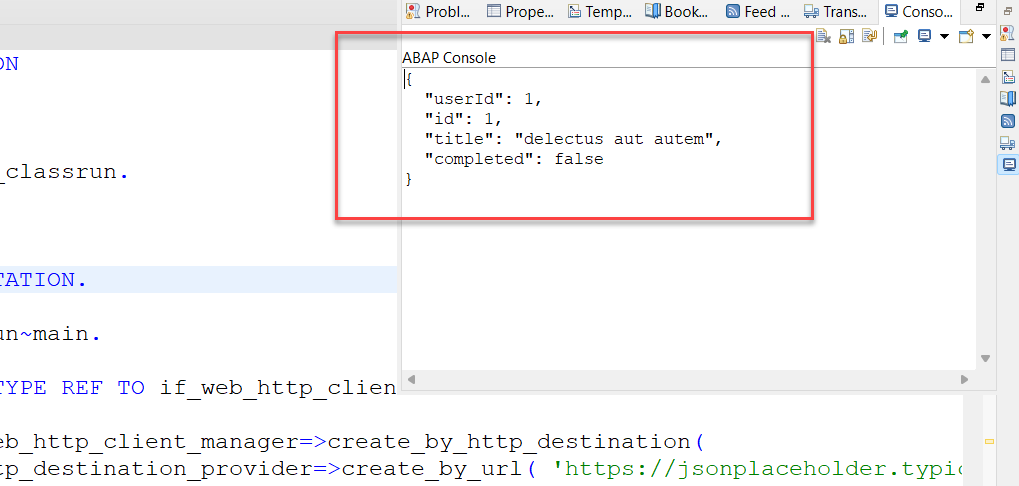 Probl... Prope... Temp... Book... Feed ... Trans... Conso...
ABAP Console
{
"userId": 1,
"id": 1,
"title": "delectus aut autem",
"completed": false
}
ON
_classrun.
TATION.
un~main.
TYPE REF TO if_web_http_clien
eb_http_client_manager=>create_by_http_destination(
tp_destination_provider=>create_by_url( 'https://jsonplaceholder.typic